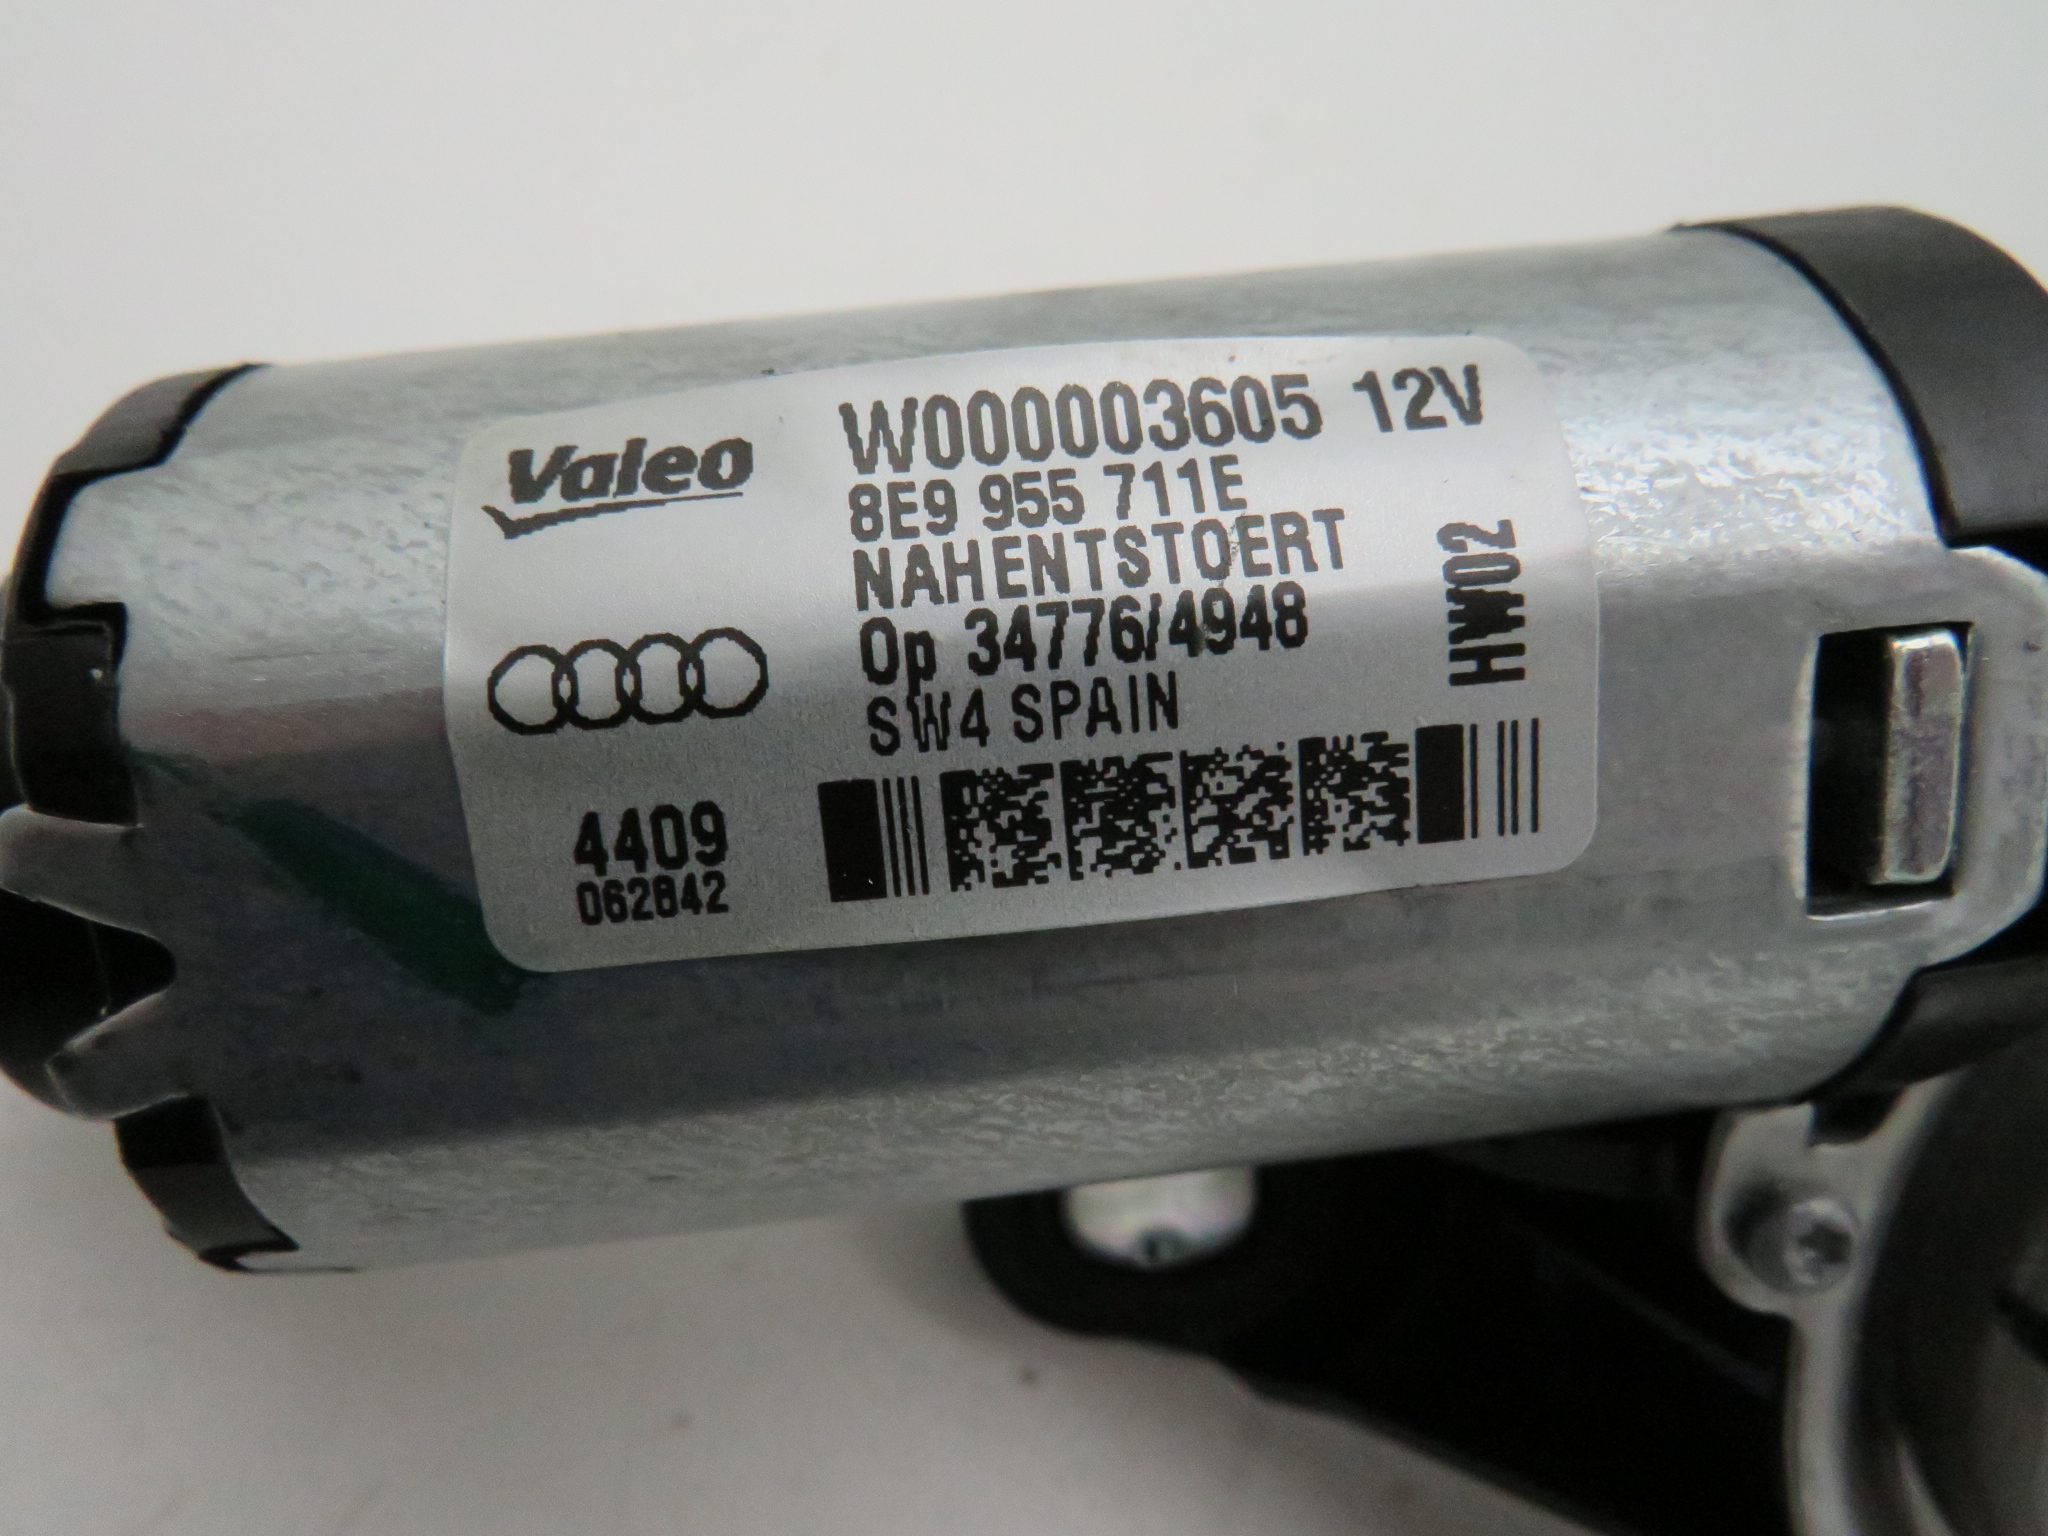 Valeo
W000003605 12V
8E9 955 711E
NAHENTSTOERT
Op 34776/4948
SW4 SPAIN
HW02
4409
062842